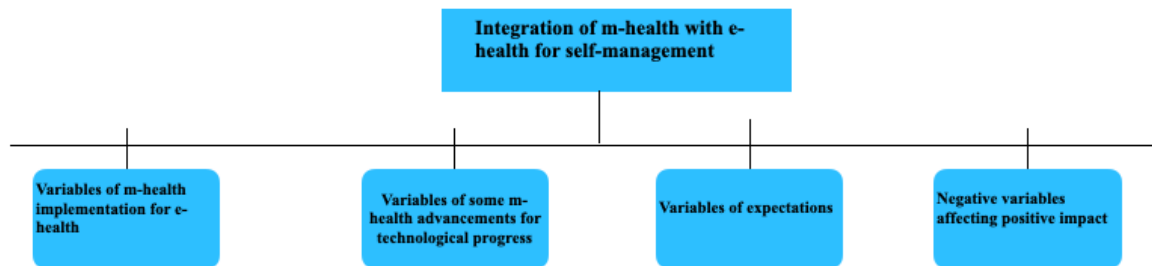 Integration of m-health with e-
health for self-management
Variables of m-health
implementation for e-
health
Variables of some m-
health advancements for
technological progress
Variables of expectations
Negative variables
affecting positive impact